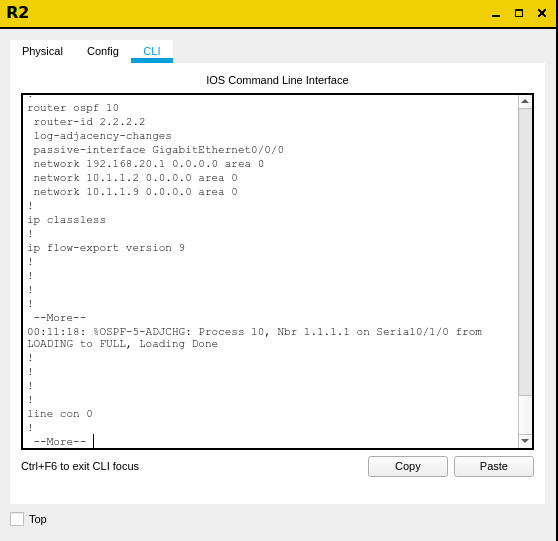 R2
Physical Config CLI
IOS Command Line Interface
router ospf 10
router-id 2.2.2.2
log-adjacency-changes
passive-interface GigabitEthernet0/0/0
network 192.168.20.1 0.0.0.0 area 0
network 10.1.1.2 0.0.0.0 area 0
network 10.1.1.9 0.0.0.0 area 0
!
ip classless
!
ip flow-export version 9
!
!
!
!
--More--
00:11:18: %OSPF-5-ADJCHG: Process 10, Nbr 1.1.1.1 on Serial0/1/0 from
LOADING to FULL, Loading Done
!
!
!
!
line con 0
!
--More--
Ctrl+F6 to exit CLI focus
Copy Paste
Top